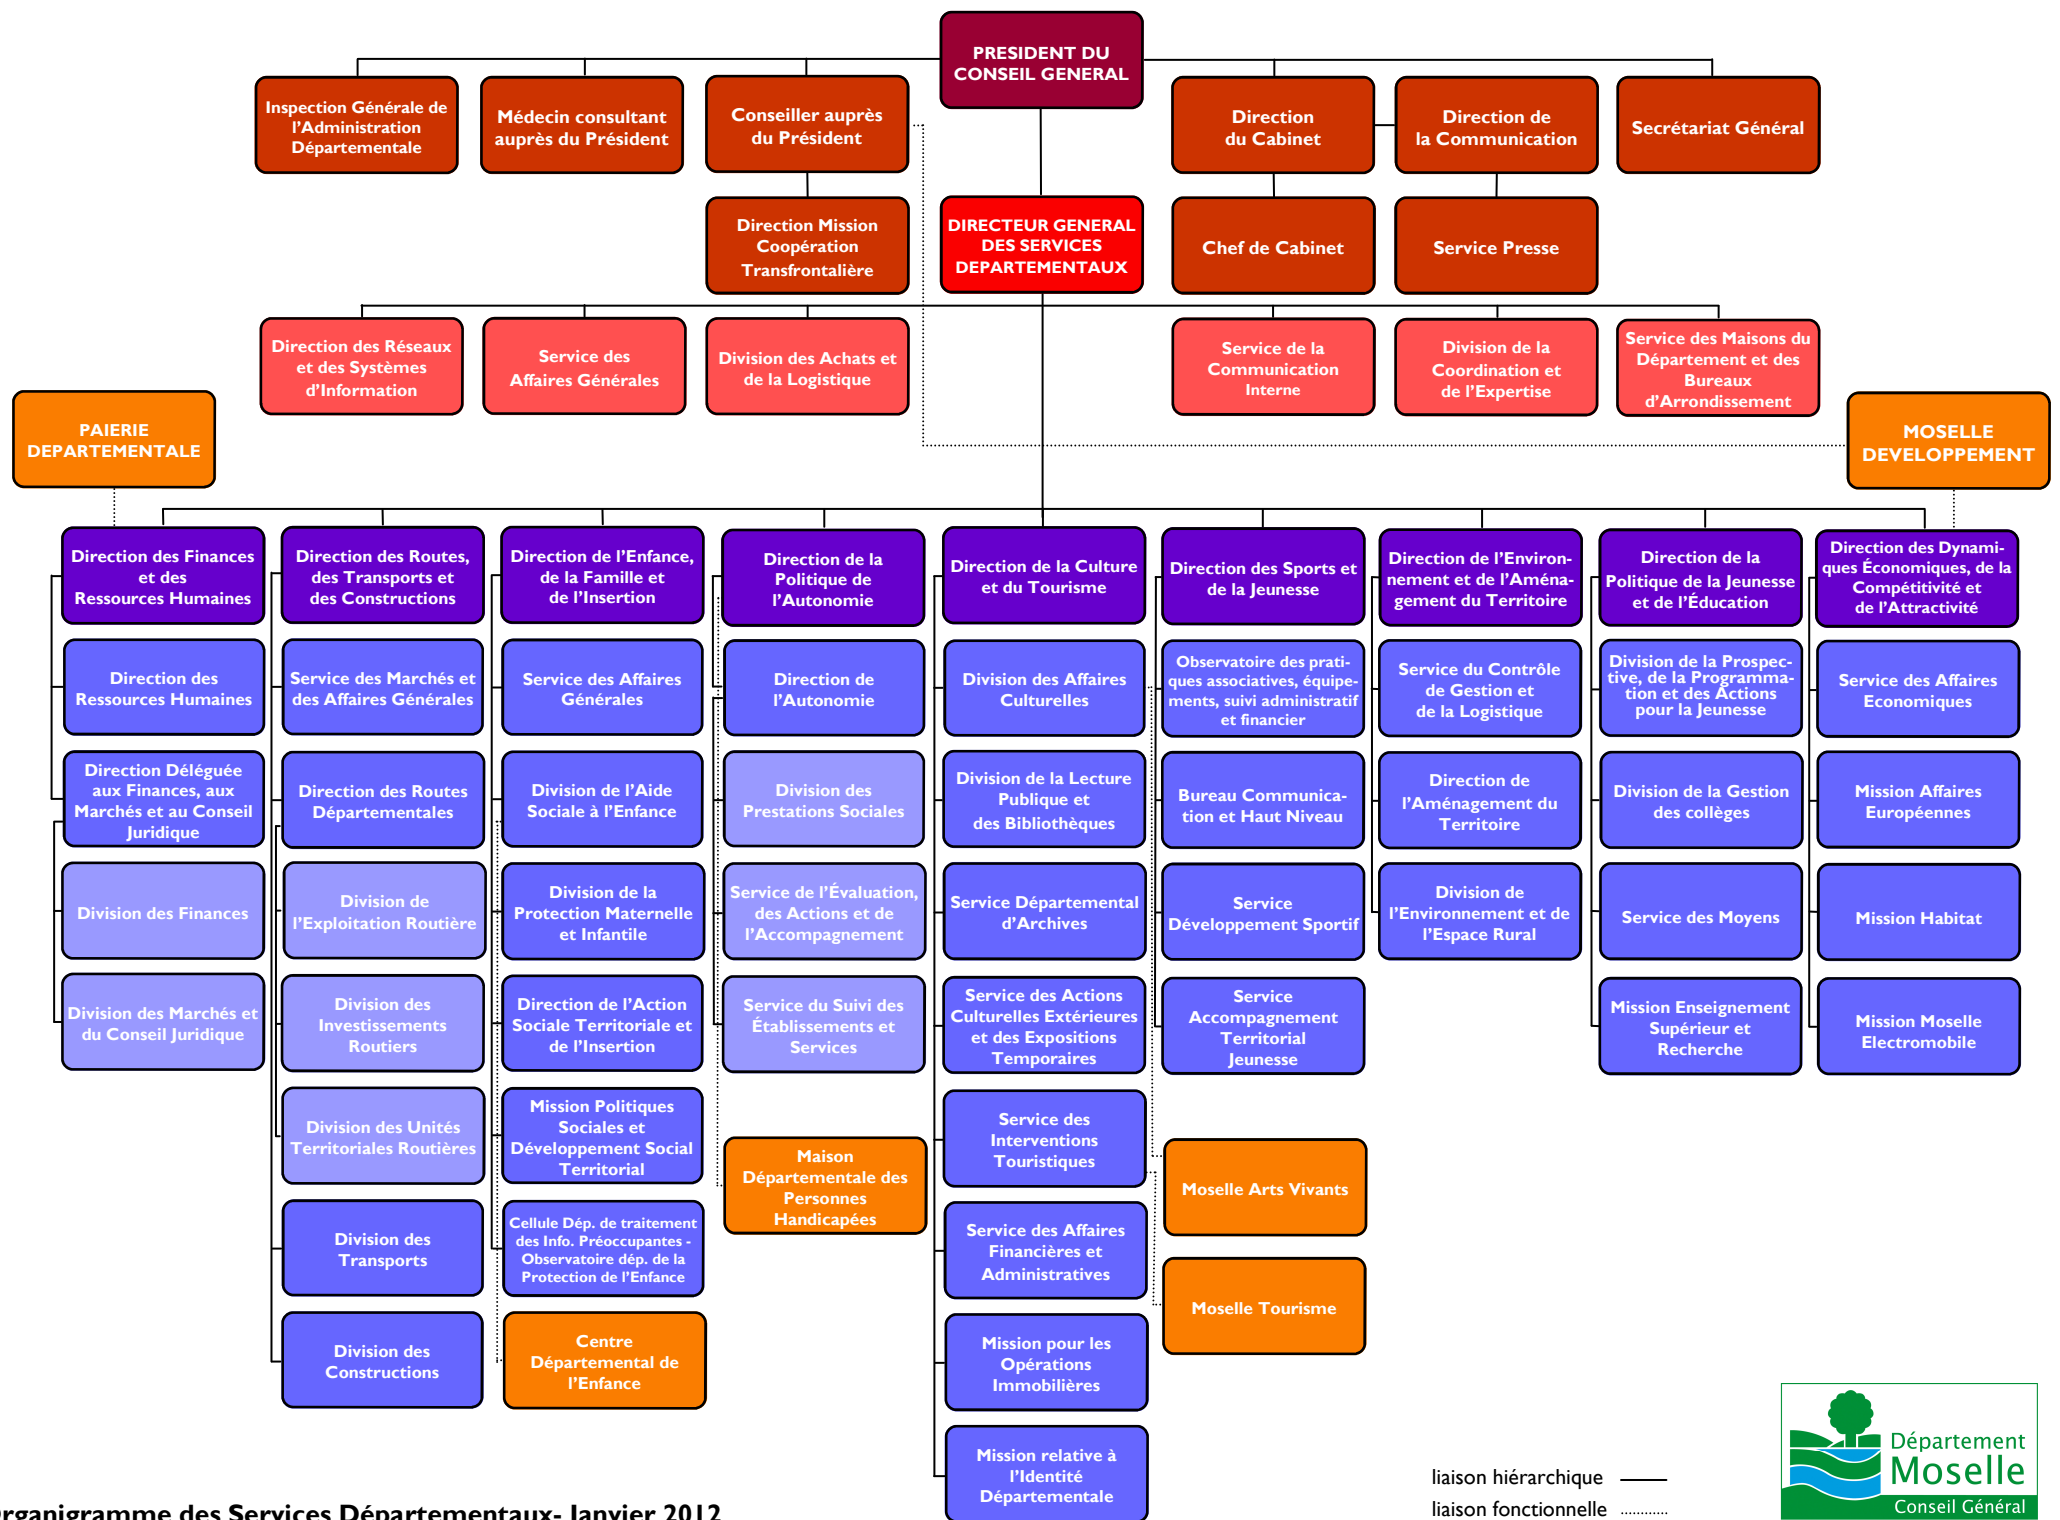 PRESIDENT DU
CONSEIL GENERAL
Inspection Générale de
l'Administration
Départementale
Médecin consultant
auprès du Président
Conseiller auprès
du Président
Direction
du Cabinet
Direction de
la Communication
Secrétariat Général
Direction Mission
Coopération
Transfrontalière
DIRECTEUR GENERAL
DES SERVICES
DEPARTEMENTAUX
Chef de Cabinet
Service Presse
Direction des Réseaux
et des Systèmes
d'Information
Service des
Affaires Générales
Division des Achats et
de la Logistique
Service de la
Communication
Interne
Division de la
Coordination et
de l'Expertise
Service des Maisons du
Département et des
Bureaux
d'Arrondissement
PAIERIE
DEPARTEMENTALE
MOSELLE
DEVELOPPEMENT
Direction des Finances
et des
Ressources Humaines
Direction des
Ressources Humaines
Direction Déléguée
aux Finances, aux
Marchés et au Conseil
Juridique
Division des Finances
Division des Marchés et
du Conseil Juridique
Direction des Routes,
des Transports et
des Constructions
Service des Marchés et
des Affaires Générales
Direction des Routes
Départementales
Division de
l'Exploitation Routière
Division des
Investissements
Routiers
Division des Unités
Territoriales Routières
Division des
Transports
Division des
Constructions
Direction de l'Enfance,
de la Famille et
de l'Insertion
Service des Affaires
Générales
Division de l'Aide
Sociale à l'Enfance
Division de la
Protection Maternelle
et Infantile
Direction de l'Action
Sociale Territoriale et
de l'Insertion
Mission Politiques
Sociales et
Développement Social
Territorial
Cellule Dép. de traitement
des Info. Préoccupantes -
Observatoire dép. de la
Protection de l'Enfance
Centre
Départemental de
l'Enfance
Direction de la
Politique de
l'Autonomie
Direction de
l'Autonomie
Division des
Prestations Sociales
Service de l'Évaluation,
des Actions et de
l'Accompagnement
Service du Suivi des
Établissements et
Services
Maison
Départementale des
Personnes
Handicapées
Direction de la Culture
et du Tourisme
Division des Affaires
Culturelles
Division de la Lecture
Publique et
des Bibliothèques
Service Départemental
d'Archives
Service des Actions
Culturelles Extérieures
et des Expositions
Temporaires
Service des
Interventions
Touristiques
Service des Affaires
Financières et
Administratives
Mission pour les
Opérations
Immobilières
Mission relative à
l'Identité
Départementale
Direction des Sports et
de la Jeunesse
Observatoire des prati-
ques associatives, équipe-
ments, suivi administratif
et financier
Bureau Communica-
tion et Haut Niveau
Service
Développement Sportif
Service
Accompagnement
Territorial
Jeunesse
Moselle Arts Vivants
Moselle Tourisme
Direction de l'Environ-
nement et de l'Aména-
gement du Territoire
Service du Contrôle
de Gestion et
de la Logistique
Direction de
l'Aménagement du
Territoire
Division de
l'Environnement et de
l'Espace Rural
Direction de la
Politique de la Jeunesse
et de l'Éducation
Division de la Prospec-
tive, de la Programma-
tion et des Actions
pour la Jeunesse
Division de la Gestion
des collèges
Service des Moyens
Mission Enseignement
Supérieur et
Recherche
Direction des Dynami-
ques Économiques, de la
Compétitivité et
de l'Attractivité
Service des Affaires
Economiques
Mission Affaires
Européennes
Mission Habitat
Mission Moselle
Electromobile
liaison hiérarchique
liaison fonctionnelle
Département
Moselle
Conseil Général
rganigramme des Services Départementaux- Janvier 2012